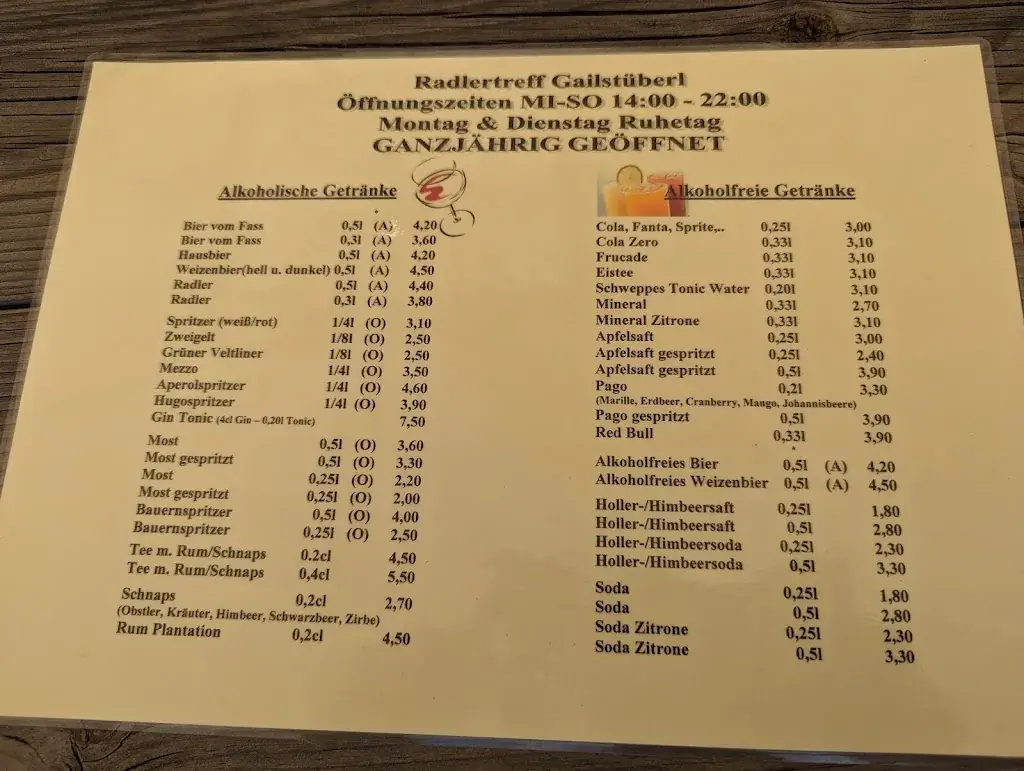 Radlertreff Gailstüberl
Öffnungszeiten MI-SO 14:00 - 22:00
Montag & Dienstag Ruhetag
GANZJÄHRIG GEÖFFNET
Alkoholische Getränke
Bier vom Fass 0,5l (A) 4,20
Bier vom Fass 0,3l (A) 3,60
Hausbier 0,5l (A) 4,20
Weizenbier(hell u. dunkel) 0,5l (A) 4,50
Radler 0,5l (A) 4,40
Radler 0,3l (A) 3,80
Spritzer (weiß/rot) 1/4l (O) 3,10
Zweigelt 1/8l (O) 2,50
Grüner Veltliner 1/8l (O) 2,50
Mezzo 1/4l (O) 3,50
Aperolspritzer 1/4l (O) 4,60
Hugospritzer 1/4l (O) 3,90
Gin Tonic (4cl Gin – 0,20l Tonic) 7,50
Most 0,5l (O) 3,60
Most gespritzt 0,5l (O) 3,30
Most 0,25l (O) 2,20
Most gespritzt 0,25l (O) 2,00
Bauernspritzer 0,5l (O) 4,00
Bauernspritzer 0,25l (O) 2,50
Tee m. Rum/Schnaps 0.2cl 4,50
Tee m. Rum/Schnaps 0,4cl 5,50
Schnaps 0,2cl 2,70
(Obstler, Kräuter, Himbeer, Schwarzbeer, Zirbe)
Rum Plantation 0,2cl 4,50
Alkoholfreie Getränke
Cola, Fanta, Sprite,.. 0,25l 3,00
Cola Zero 0,33l 3,10
Frucade 0,33l 3,10
Eistee 0,33l 3,10
Schweppes Tonic Water 0,20l 3,10
Mineral 0,33l 2,70
Mineral Zitrone 0,33l 3,10
Apfelsaft 0,25l 3,00
Apfelsaft gespritzt 0,25l 2,40
Apfelsaft gespritzt 0,5l 3,90
Pago 0,2l 3,30
(Marille, Erdbeer, Cranberry, Mango, Johannisbeere)
Pago gespritzt 0,5l 3,90
Red Bull 0,33l 3,90
Alkoholfreies Bier 0,5l (A) 4,20
Alkoholfreies Weizenbier 0,5l (A) 4,50
Holler-/Himbeersaft 0,25l 1,80
Holler-/Himbeersaft 0,5l 2,80
Holler-/Himbeersoda 0,25l 2,30
Holler-/Himbeersoda 0,5l 3,30
Soda 0,25l 1,80
Soda 0,5l 2,80
Soda Zitrone 0,25l 2,30
Soda Zitrone 0,5l 3,30